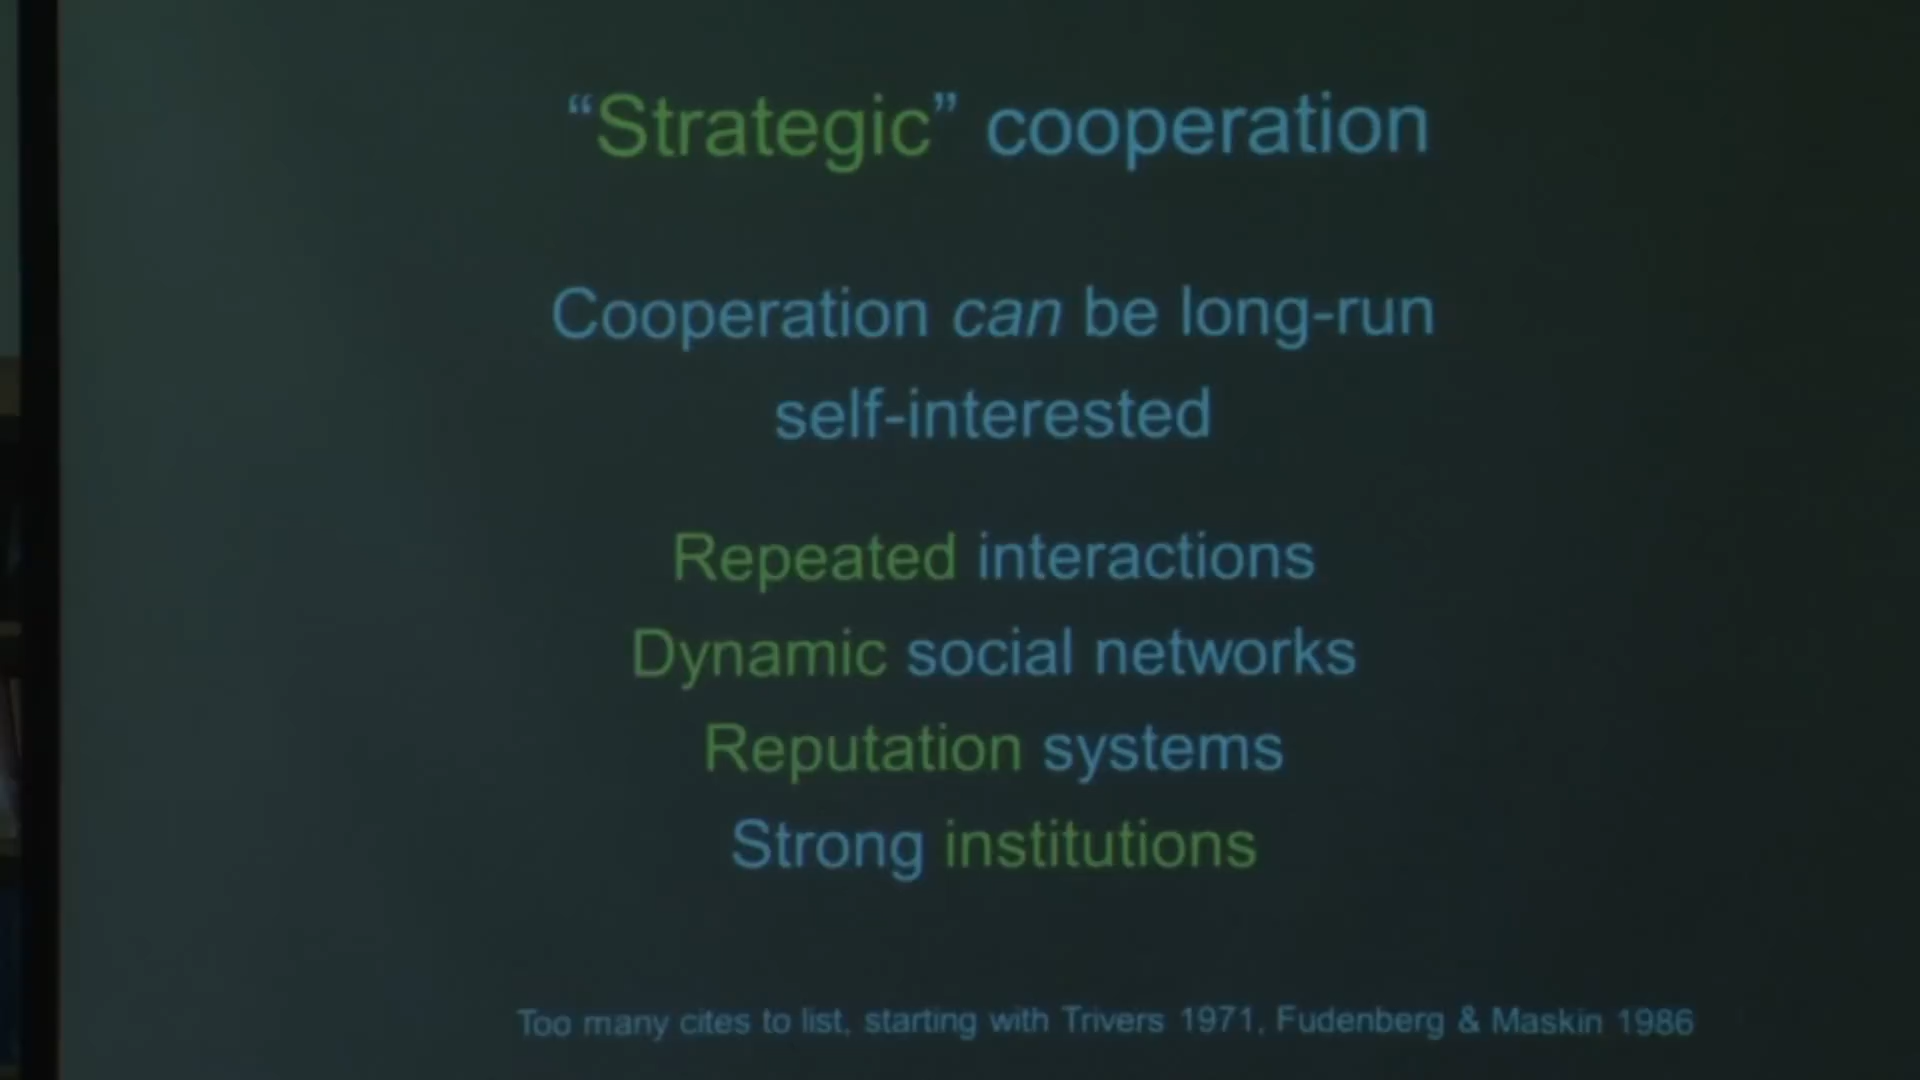 “Strategic” cooperation
Cooperation can be long-run
self-interested
Repeated interactions
Dynamic social networks
Reputation systems
Strong institutions
Too many cites to list, starting with Trivers 1971, Fudenberg & Maskin 1986